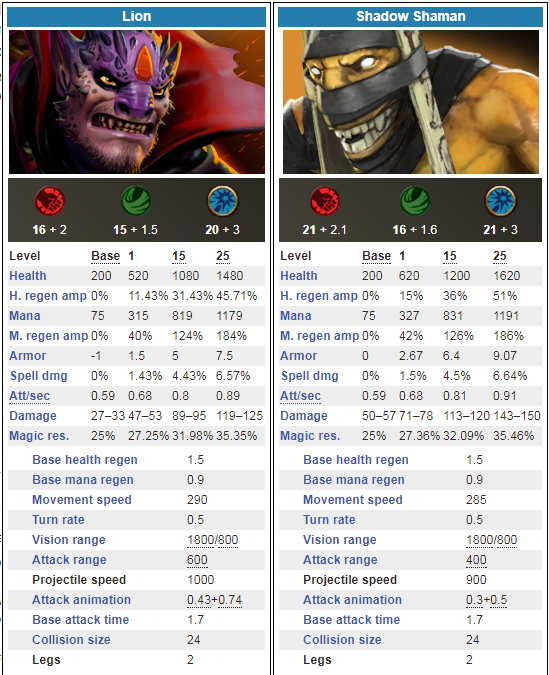 Lion
16 + 2 15 + 1.5 20 + 3
Level Base 1 15 25
Health 200 520 1080 1480
H. regen amp 0% 11.43% 31.43% 45.71%
Mana 75 315 819 1179
M. regen amp 0% 40% 124% 184%
Armor -1 1.5 5 7.5
Spell dmg 0% 1.43% 4.43% 6.57%
Att/sec 0.59 0.68 0.8 0.89
Damage 27–33 47–53 89–95 119–125
Magic res. 25% 27.25% 31.98% 35.35%
Base health regen 1.5
Base mana regen 0.9
Movement speed 290
Turn rate 0.5
Vision range 1800/800
Attack range 600
Projectile speed 1000
Attack animation 0.43+0.74
Base attack time 1.7
Collision size 24
Legs 2
Shadow Shaman
21 + 2.1 16 + 1.6 21 + 3
Level Base 1 15 25
Health 200 620 1200 1620
H. regen amp 0% 15% 36% 51%
Mana 75 327 831 1191
M. regen amp 0% 42% 126% 186%
Armor 0 2.67 6.4 9.07
Spell dmg 0% 1.5% 4.5% 6.64%
Att/sec 0.59 0.68 0.81 0.91
Damage 50–57 71–78 113–120 143–150
Magic res. 25% 27.36% 32.09% 35.46%
Base health regen 1.5
Base mana regen 0.9
Movement speed 285
Turn rate 0.5
Vision range 1800/800
Attack range 400
Projectile speed 900
Attack animation 0.3+0.5
Base attack time 1.7
Collision size 24
Legs 2